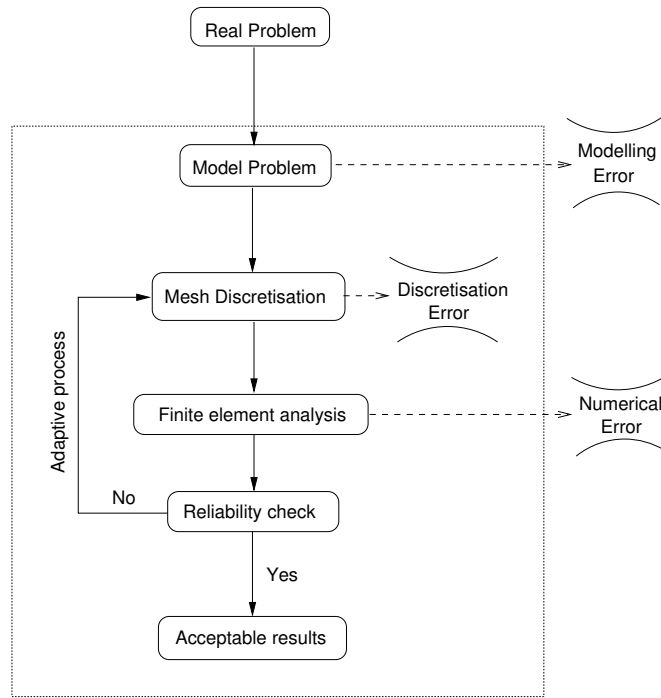 Real Problem
Model Problem
Modelling
Error
Mesh Discretisation
Discretisation
Error
Adaptive process
Finite element analysis
Numerical
Error
No
Reliability check
Yes
Acceptable results